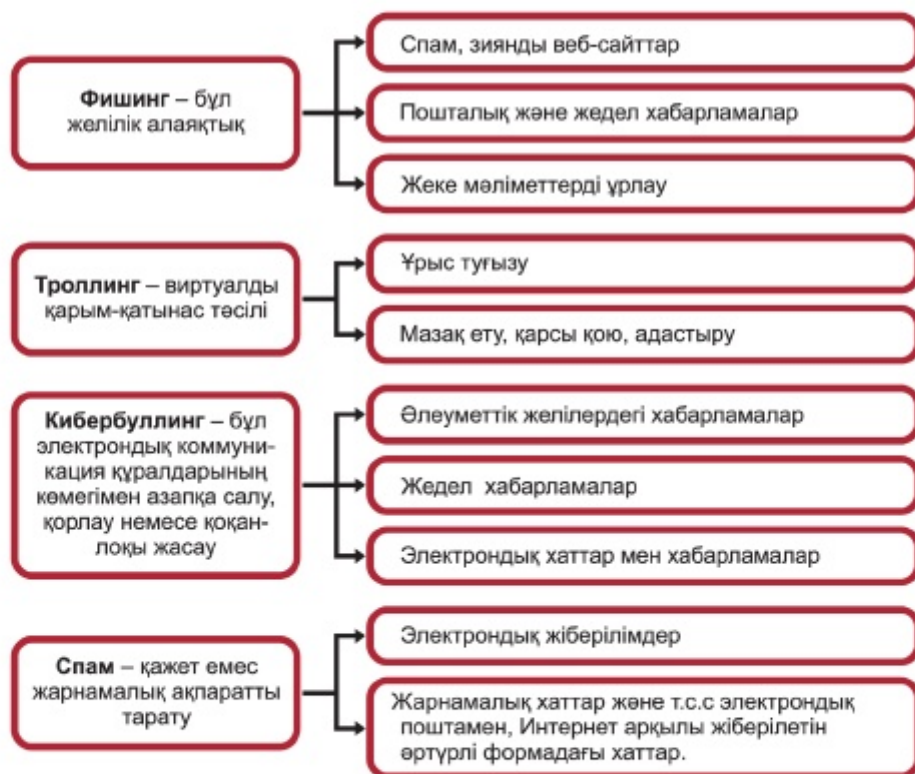 Фишинг – бұл
желілік алаяқтық
Спам, зиянды веб-сайттар
Пошталық және жедел хабарламалар
Жеке мәліметтерді ұрлау
Троллинг – виртуалды
қарым-қатынас тәсілі
Ұрыс туғызу
Мазақ ету, қарсы қою, адастыру
Кибербуллинг – бұл
электрондық коммуни-
кация құралдарының
көмегімен азапқа салу,
қорлау немесе қоқан-
лоқы жасау
Әлеуметтік желілердегі хабарламалар
Жедел хабарламалар
Электрондық хаттар мен хабарламалар
Спам – қажет емес
жарнамалық ақпаратты
тарату
Электрондық жіберілімдер
Жарнамалық хаттар және т.с.с электрондық
поштамен, Интернет арқылы жіберілетін
әртүрлі формадағы хаттар.